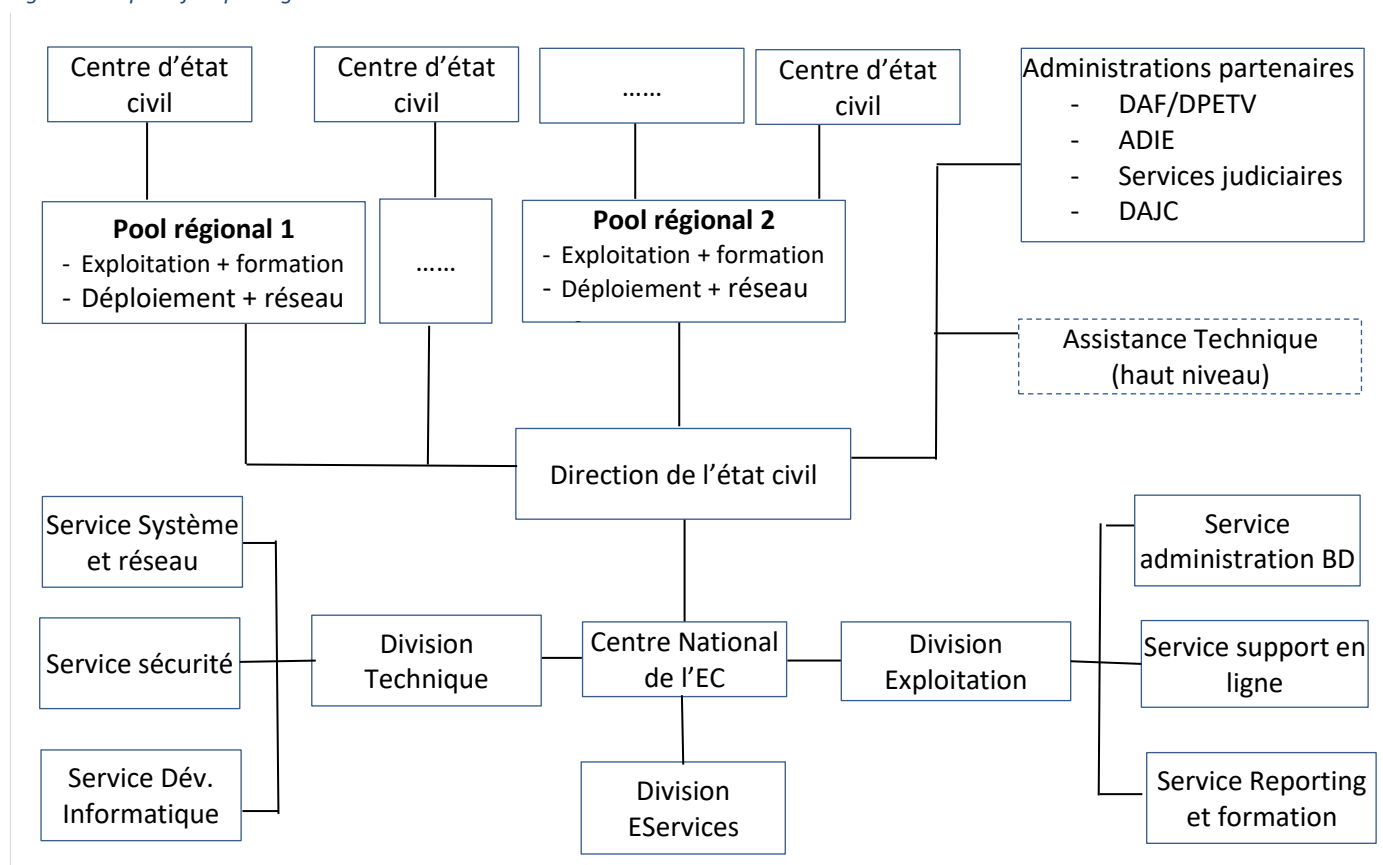 Centre d'état
civil
Centre d'état
civil
……
Centre d'état
civil
Administrations partenaires
- DAF/DPETV
- ADIE
- Services judiciaires
- DAJC
Pool régional 1
- Exploitation + formation
- Déploiement + réseau
……
Pool régional 2
- Exploitation + formation
- Déploiement + réseau
-
Assistance Technique
(haut niveau)
Direction de l'état civil
Service Système
et réseau
Service
administration BD
Service sécurité
Division
Technique
Centre National
de l'EC
Division
Exploitation
Service support en
ligne
Service Dév.
Informatique
Division
EServices
Service Reporting
et formation